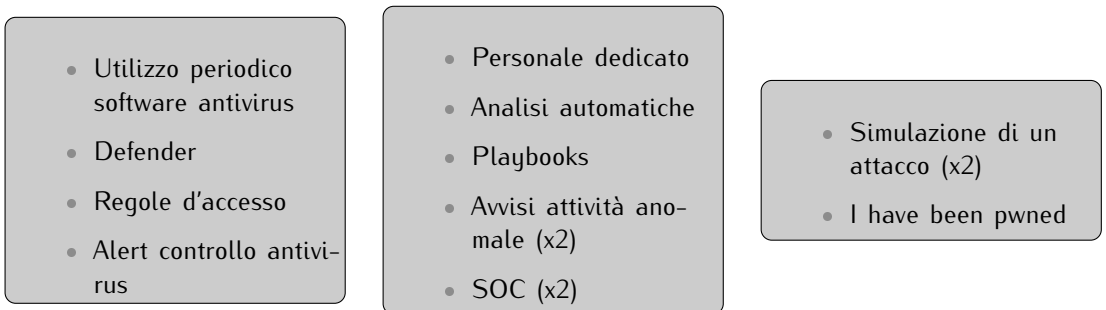 Utilizzo periodico
software antivirus
Defender
Regole d'accesso
Alert controllo antivi-
rus
Personale dedicato
Analisi automatiche
Playbooks
Avvisi attività ano-
male (x2)
SOC (x2)
Simulazione di un
attacco (x2)
I have been pwned